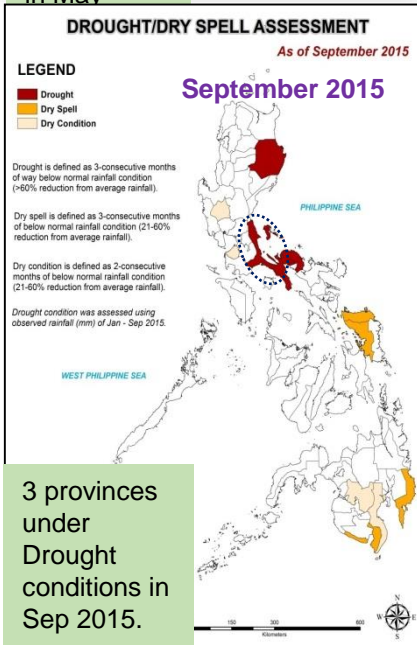 in May
DROUGHT/DRY SPELL ASSESSMENT
As of September 2015
LEGEND
September 2015
Drought
Dry Spell
Dry Condition
Drought is defined as 3-consecutive months
of way below normal rainfall condition
(>60% reduction from average rainfall).
PHILIPPINE SEA
Dry spell is defined as 3-consecutive months
of below normal rainfall condition (21-60%
reduction from average rainfall).
Dry condition is defined as 2-consecutive
months of below normal rainfall condition
(21-60% reduction from average rainfall).
Drought condition was assessed using
observed rainfall (mm) of Jan - Sep 2015.
WEST PHILIPPINE SEA
3 provinces
under
Drought
conditions in
Sep 2015.
N
W E
S
150 300 600
Kilometers